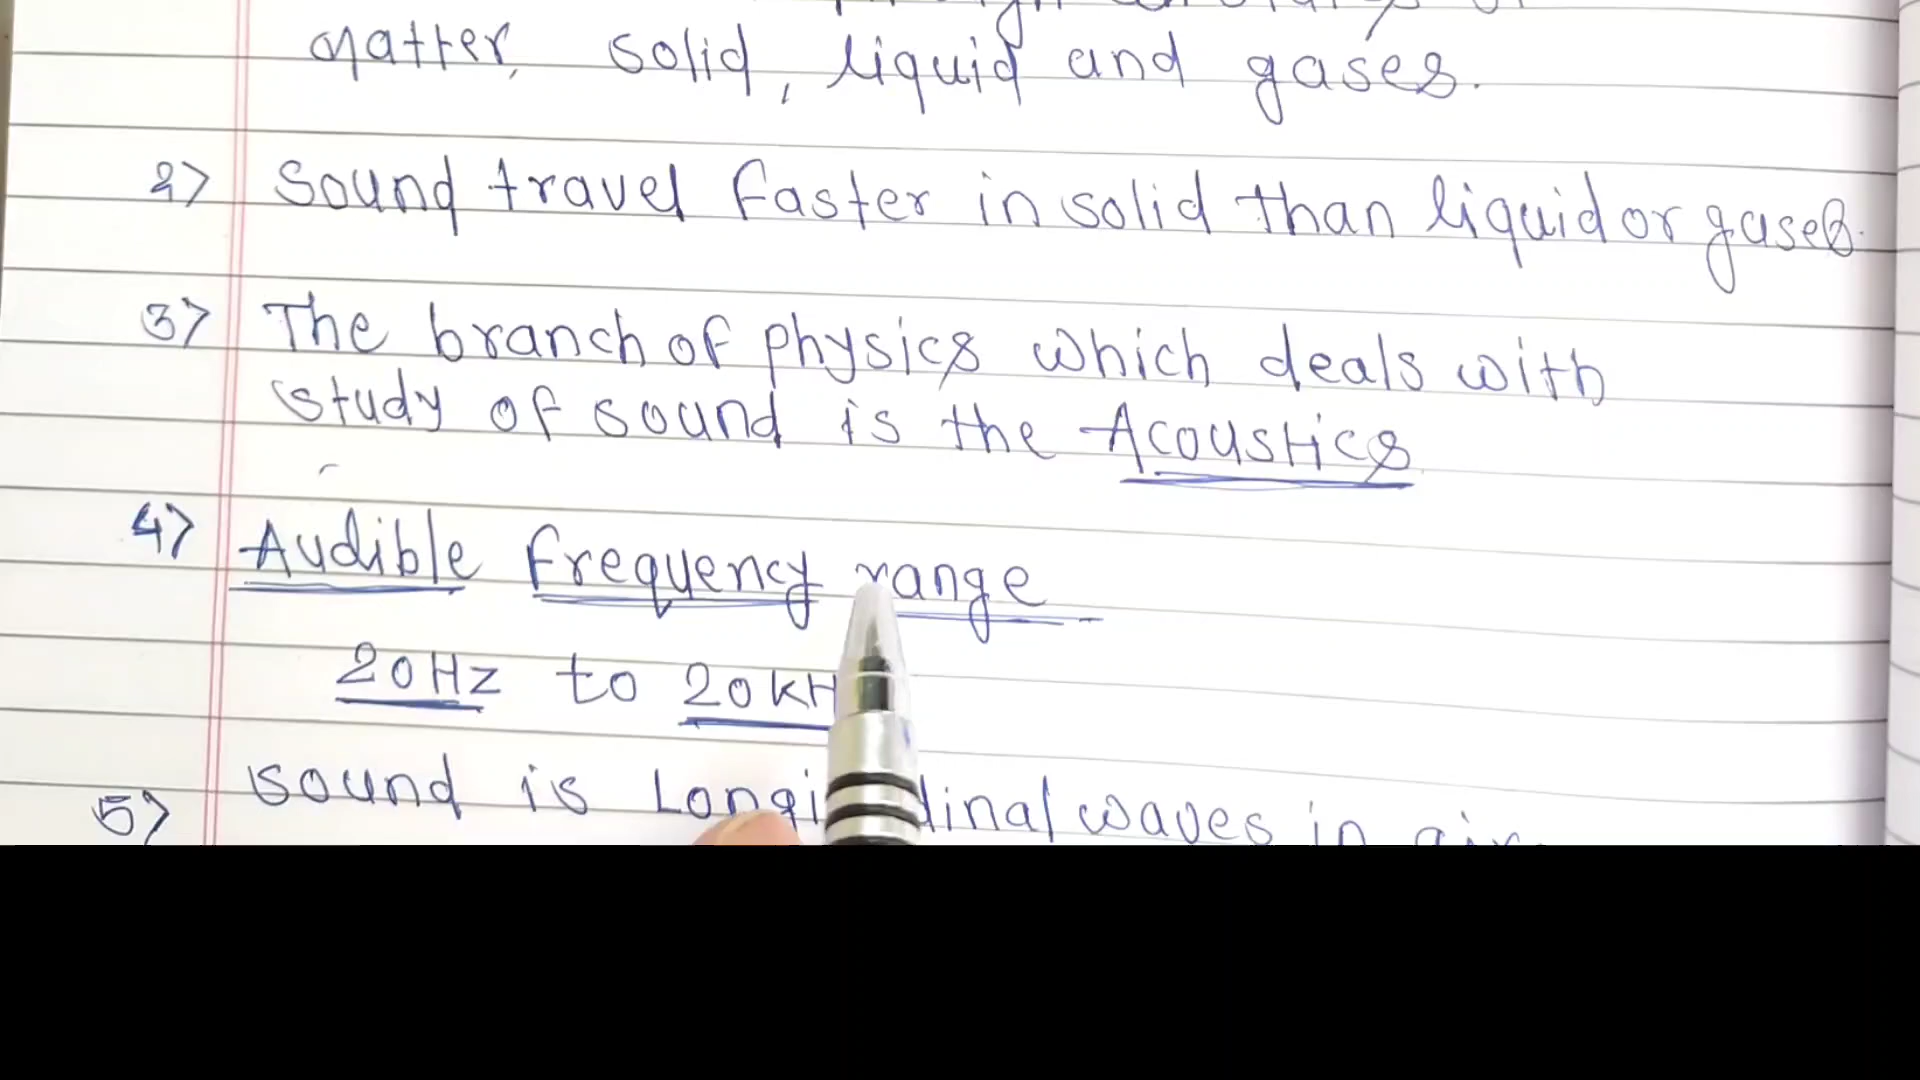 matter, solid, liquid and gases.
2) Sound travel faster in solid than liquid or gases.
3) The branch of physics which deals with
study of sound is the Acoustics
4) Audible frequency range
20Hz to 20KH
5) Sound is Longi dinal waves in air